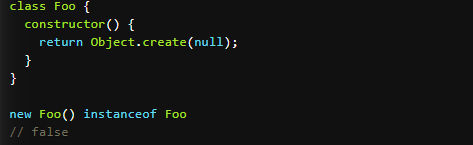 class Foo {
  constructor() {
    return Object.create(null);
  }
}

new Foo() instanceof Foo
// false